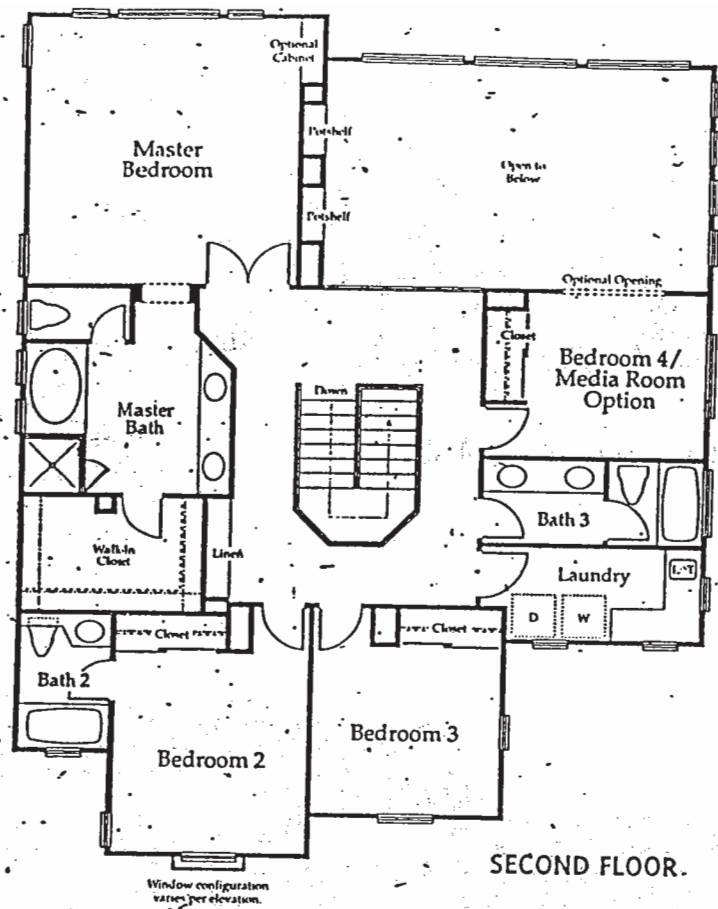 Optional
Cabinet
Potshelf
Master
Bedroom
Open to
Below
Potshelf
Optional Opening
Closet
Bedroom 4/
Media Room
Option
Down
Master
Bath
Bath 3
Walk-In
Closet
Linen
Laundry
D
W
Closet
Closet
Bath 2
Bedroom 3
Bedroom 2
SECOND FLOOR.
Window configuration
varies per elevation.